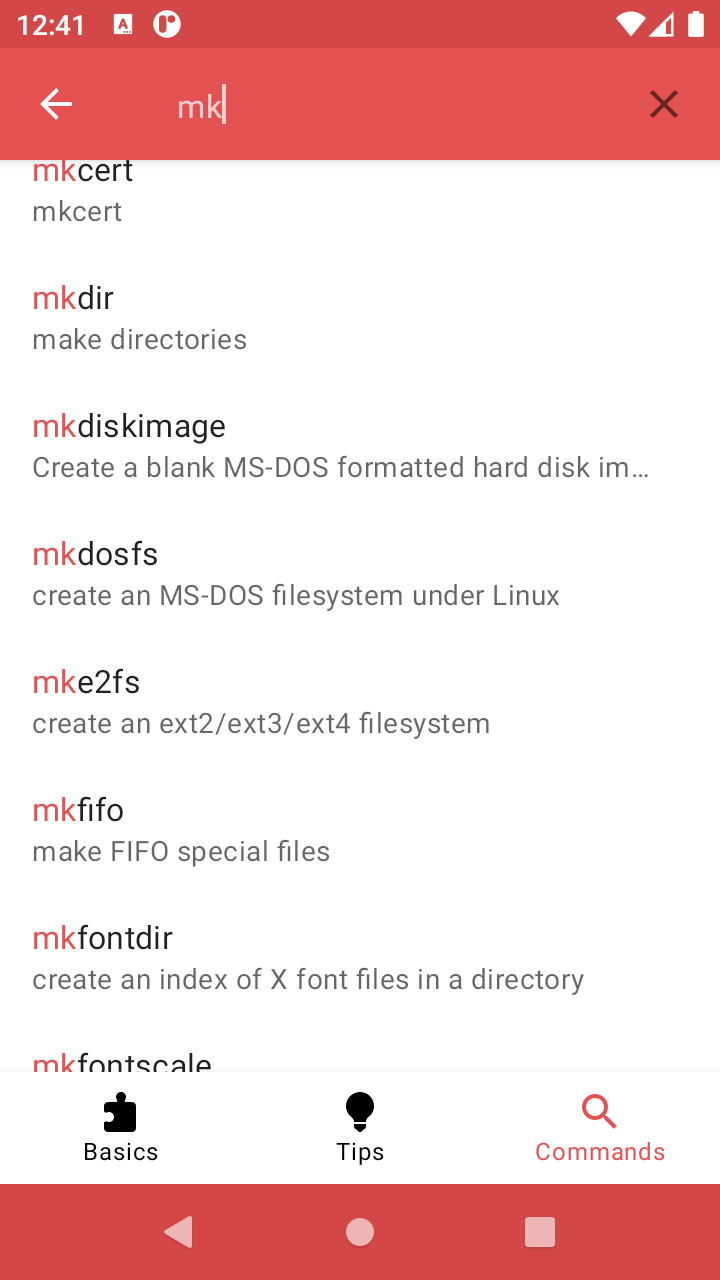 12:41
mk
mkcert
mkcert
mkdir
make directories
mkdiskimage
Create a blank MS-DOS formatted hard disk im…
mkdosfs
create an MS-DOS filesystem under Linux
mke2fs
create an ext2/ext3/ext4 filesystem
mkfifo
make FIFO special files
mkfontdir
create an index of X font files in a directory
mkfontscale
Basics
Tips
Commands